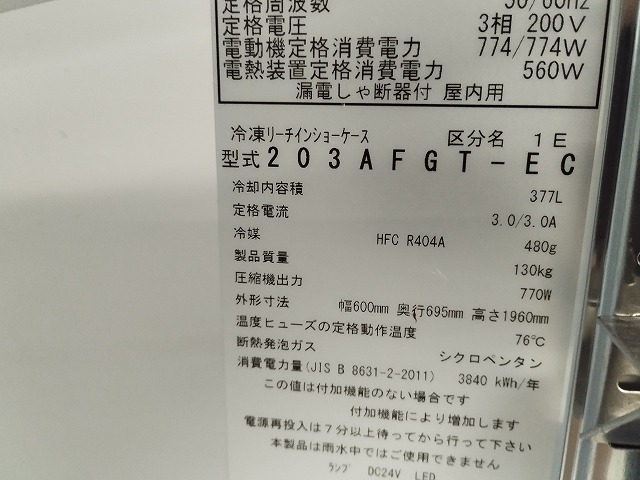 定格周波数 50/60Hz
定格電圧 3相 200V
電動機定格消費電力 774/774W
電熱装置定格消費電力 560W
漏電しゃ断器付 屋内用
冷凍リーチインショーケース 区分名 1E
型式 203AFGT-EC
冷却内容積 377L
定格電流 3.0/3.0A
冷媒 HFC R404A 480g
製品質量 130kg
圧縮機出力 770W
外形寸法 幅600mm 奥行695mm 高さ1960mm
温度ヒューズの定格動作温度 76℃
断熱発泡ガス シクロペンタン
消費電力量(JIS B 8631-2-2011) 3840 kWh/年
この値は付加機能のない場合です
付加機能により増加します
電源再投入は7分以上待ってから行って下さい
本製品は雨水中ではご使用できません
ランプ DC24V LED